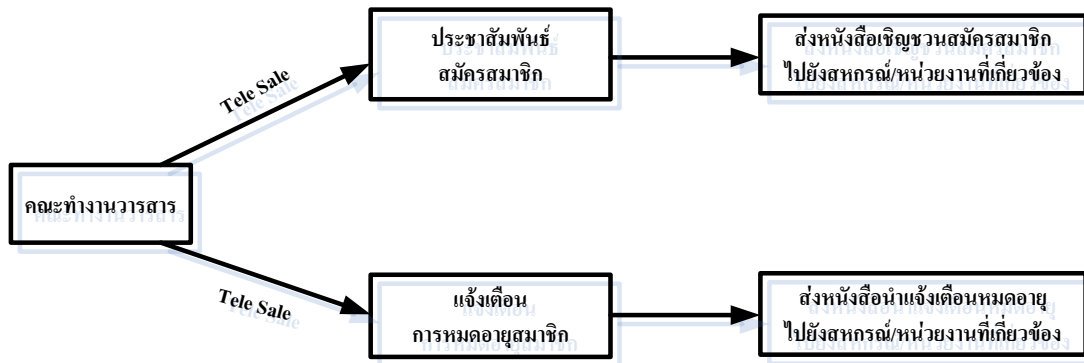 ประชาสัมพันธ์
สมัครสมาชิก
ส่งหนังสือเชิญชวนสมัครสมาชิก
ไปยังสหกรณ์/หน่วยงานที่เกี่ยวข้อง
Tele Sale
คณะทำงานวารสาร
Tele Sale
แจ้งเตือน
การหมดอายุสมาชิก
ส่งหนังสือนำแจ้งเตือนหมดอายุ
ไปยังสหกรณ์/หน่วยงานที่เกี่ยวข้อง